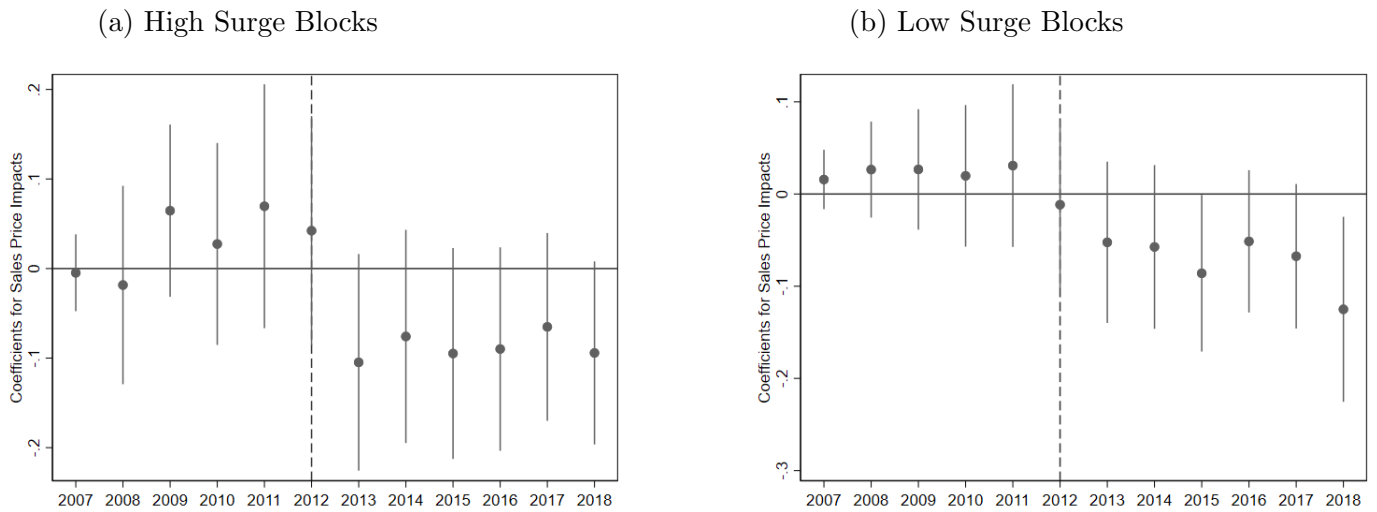 (a) High Surge Blocks
Coefficients for Sales Price Impacts
.2
.1
0
-.1
-.2
2007 2008 2009 2010 2011 2012 2013 2014 2015 2016 2017 2018
(b) Low Surge Blocks
Coefficients for Sales Price Impacts
.1
0
-.1
-.2
-.3
2007 2008 2009 2010 2011 2012 2013 2014 2015 2016 2017 2018